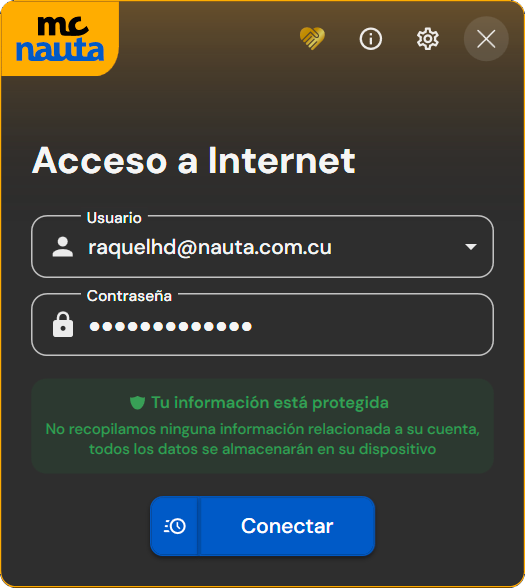 mc
nauta
Acceso a Internet
Usuario
raquelhd@nauta.com.cu
Contraseña
•••••••••••••
Tu información está protegida
No recopilamos ninguna información relacionada a su cuenta,
todos los datos se almacenarán en su dispositivo
Conectar